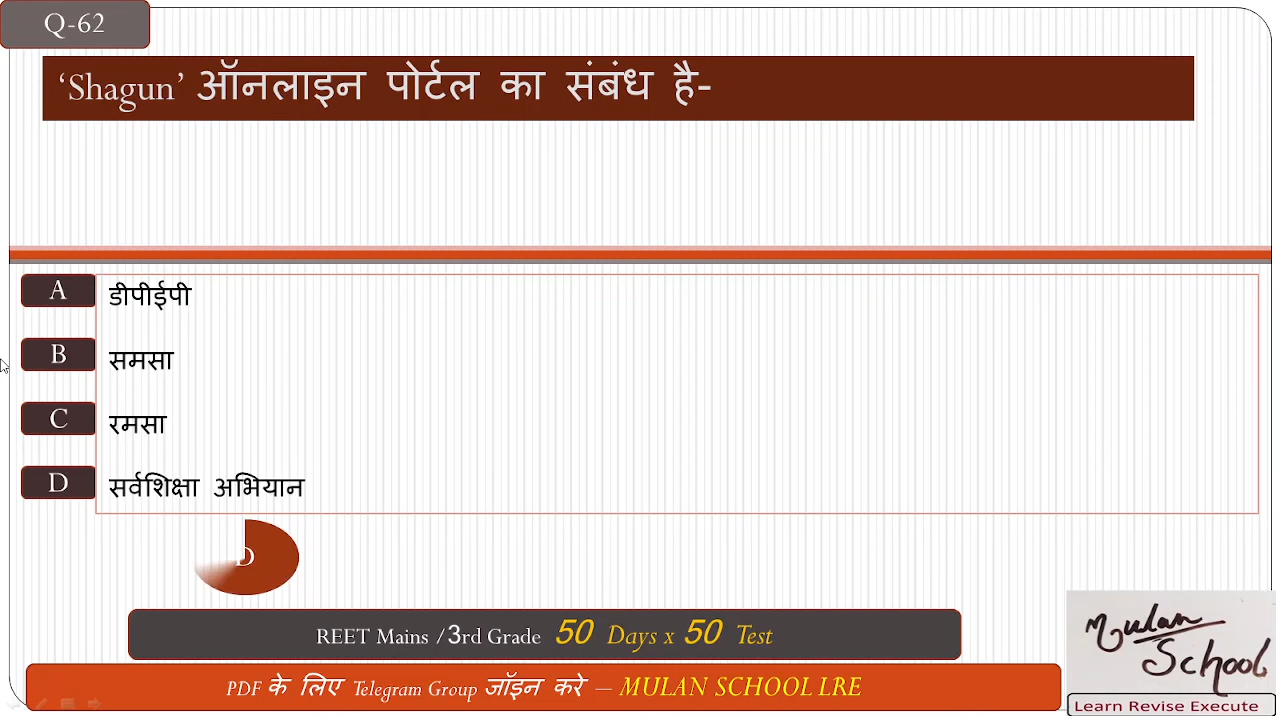 Q-62
‘Shagun’ ऑनलाइन पोर्टल का संबंध है-
A डीपीईपी
B समसा
C रमसा
D सर्वशिक्षा अभियान
D
REET Mains /3rd Grade 50 Days x 50 Test
PDF के लिए Telegram Group जॉइन करे – MULAN SCHOOL LRE
Mulan
School
Learn Revise Execute